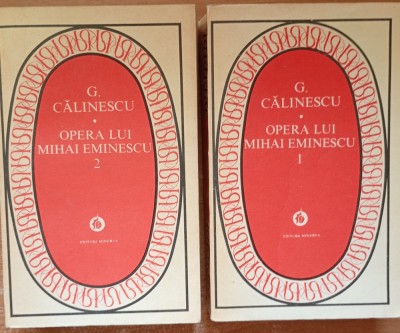 G.
CĂLINESCU
•
OPERA LUI
MIHAI EMINESCU
2
EDITURA MINERVA
G.
CĂLINESCU
•
OPERA LUI
MIHAI EMINESCU
1
EDITURA MINERVA